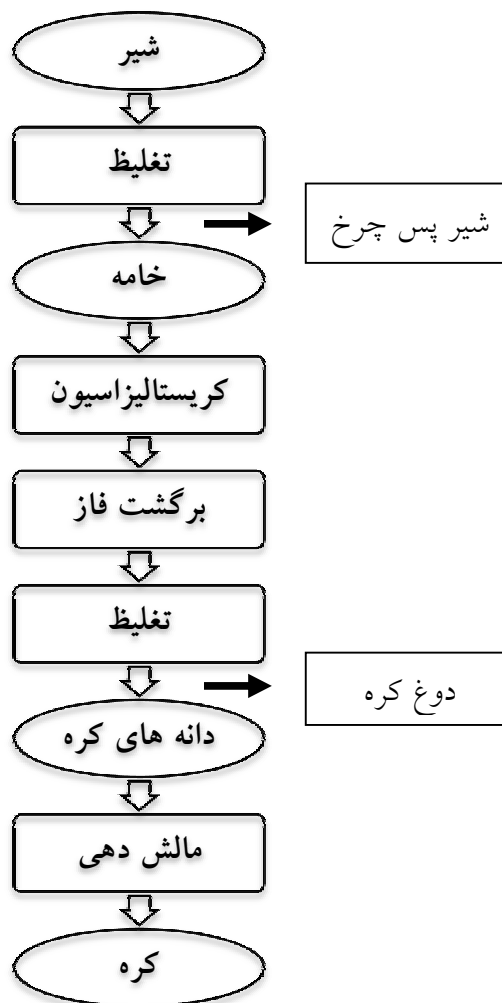 شیر
تغلیظ
شیر پس چرخ
خامه
کریستالیزاسیون
برگشت فاز
تغلیظ
دوغ کره
دانه های کره
مالش دهی
کره